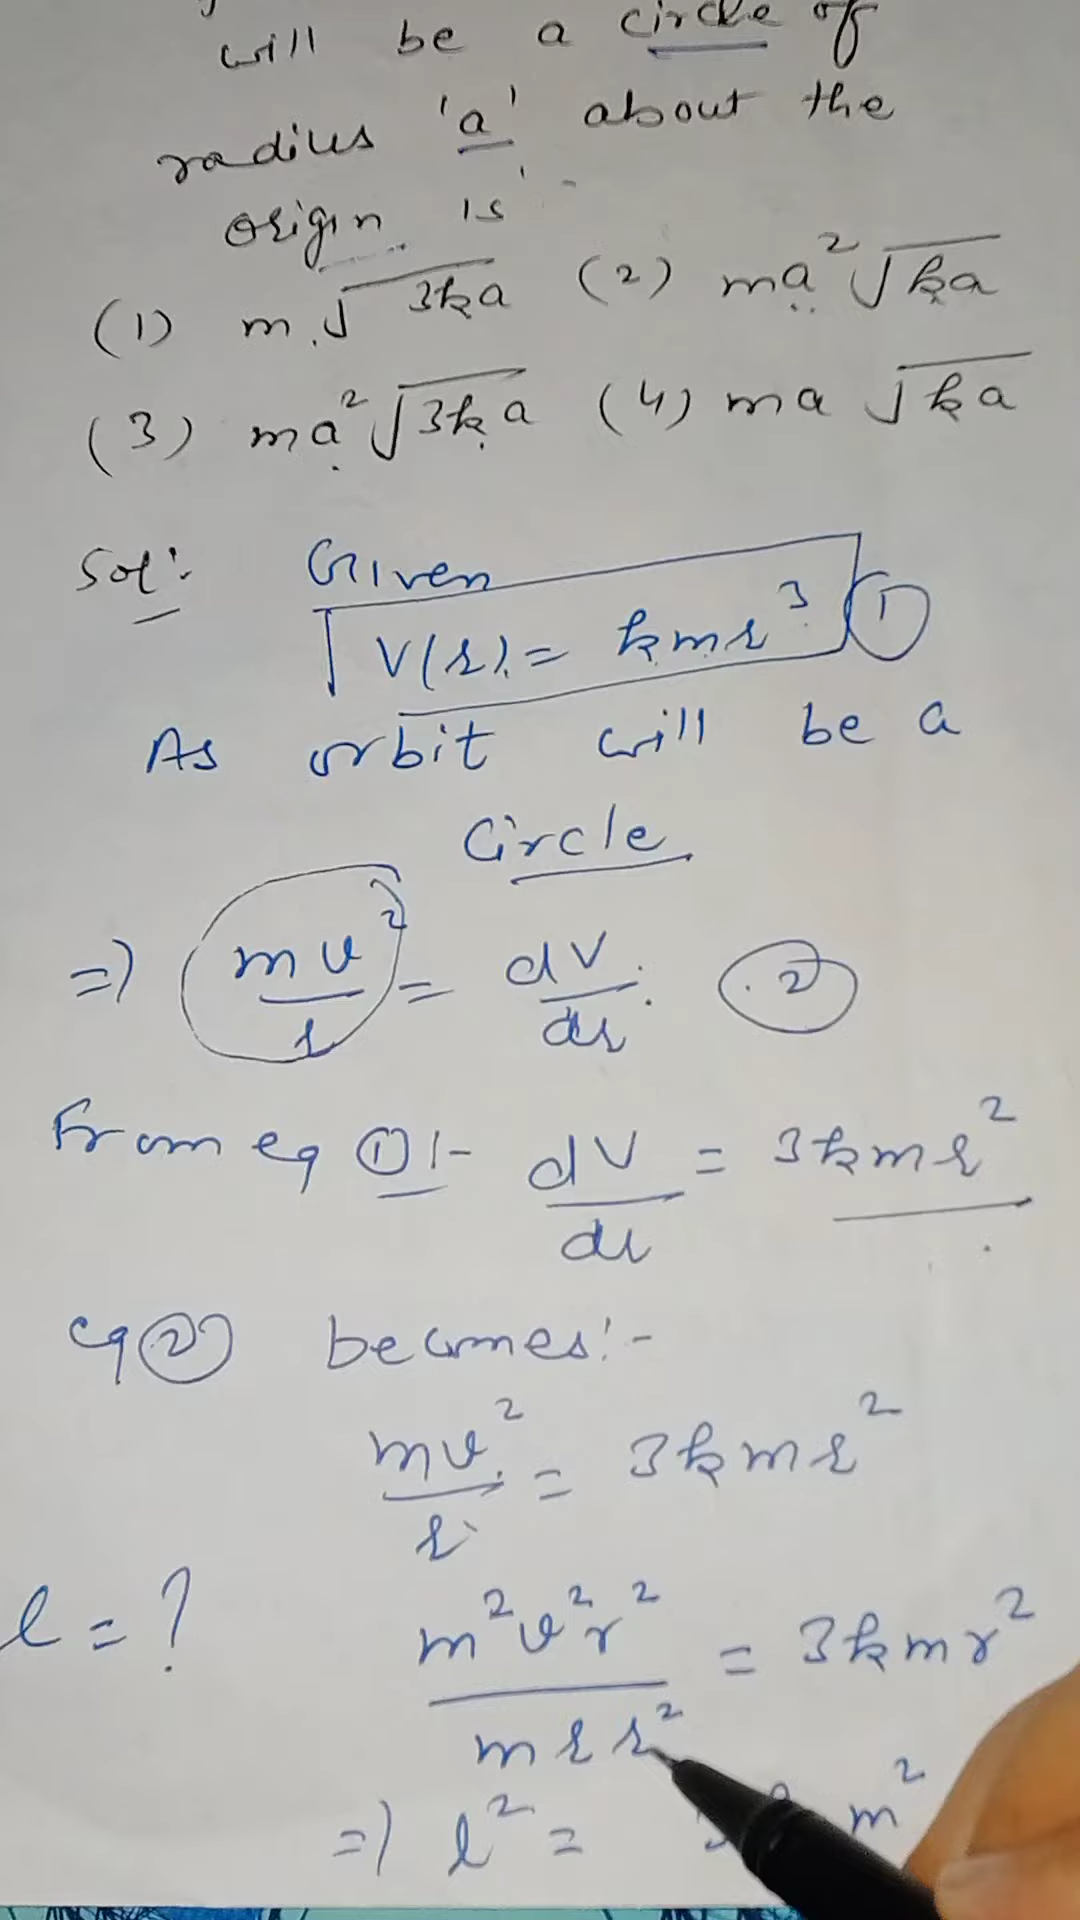 will be a circle of
radius 'a' about the
origin is
(1) m√3ka (2) ma²√ka
(3) ma²√3ka (4) ma√ka
Sol:- Given
V(r) = kmr³ ①
As orbit will be a
Circle
=> mv²/r = dV/dr. ②
From eq ① :- dV/dr = 3kmr²
eq ② becomes:-
mv²/r = 3kmr²
l = ? m²v²r²/mrr² = 3kmr²
=> l² = m²